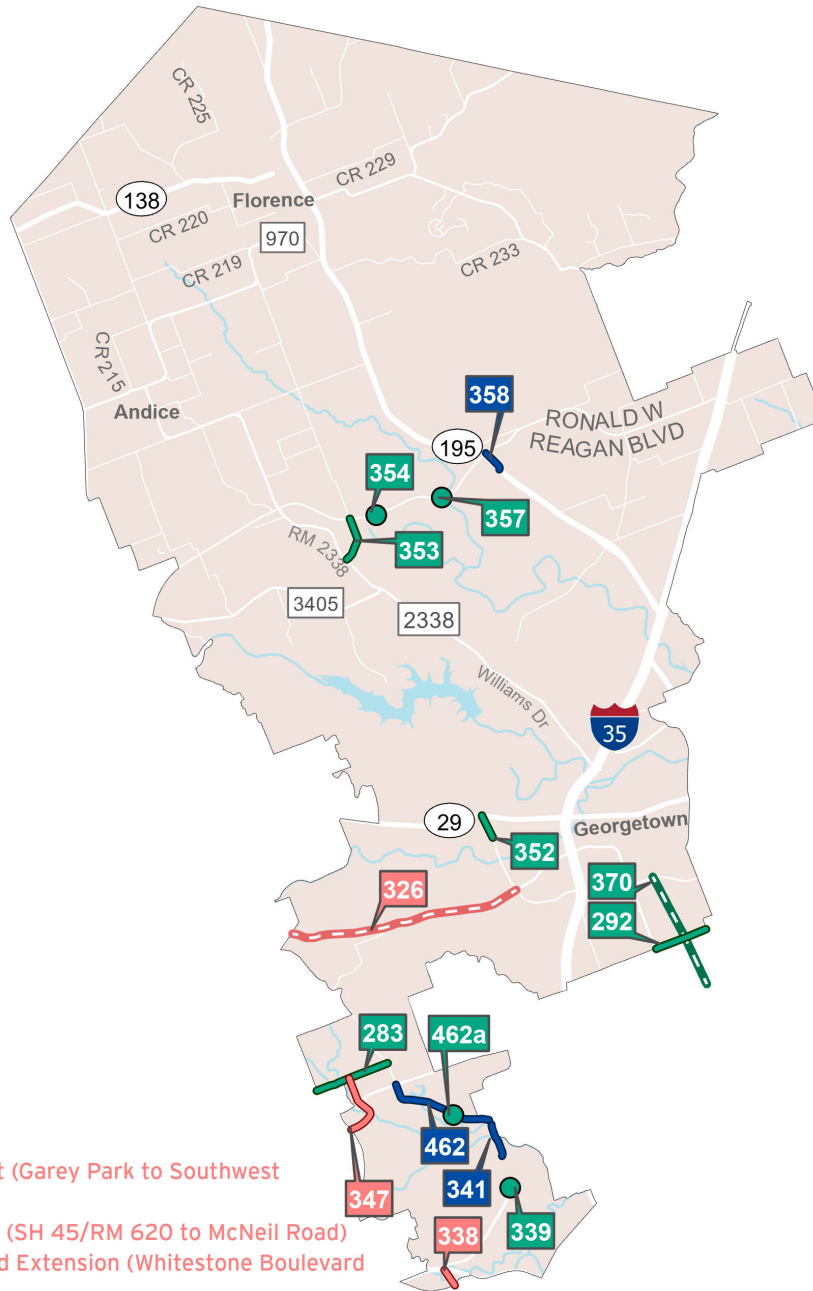 CR 225
138
Florence
CR 229
CR 220
970
CR 219
CR 233
CR 215
Andice
358
RONALD W
REAGAN BLVD
195
354
357
353
RM 2338
3405
2338
Williams Dr
35
29
Georgetown
352
326
370
292
283
462a
462
341
347
339
338
t (Garey Park to Southwest
(SH 45/RM 620 to McNeil Road)
d Extension (Whitestone Boulevard